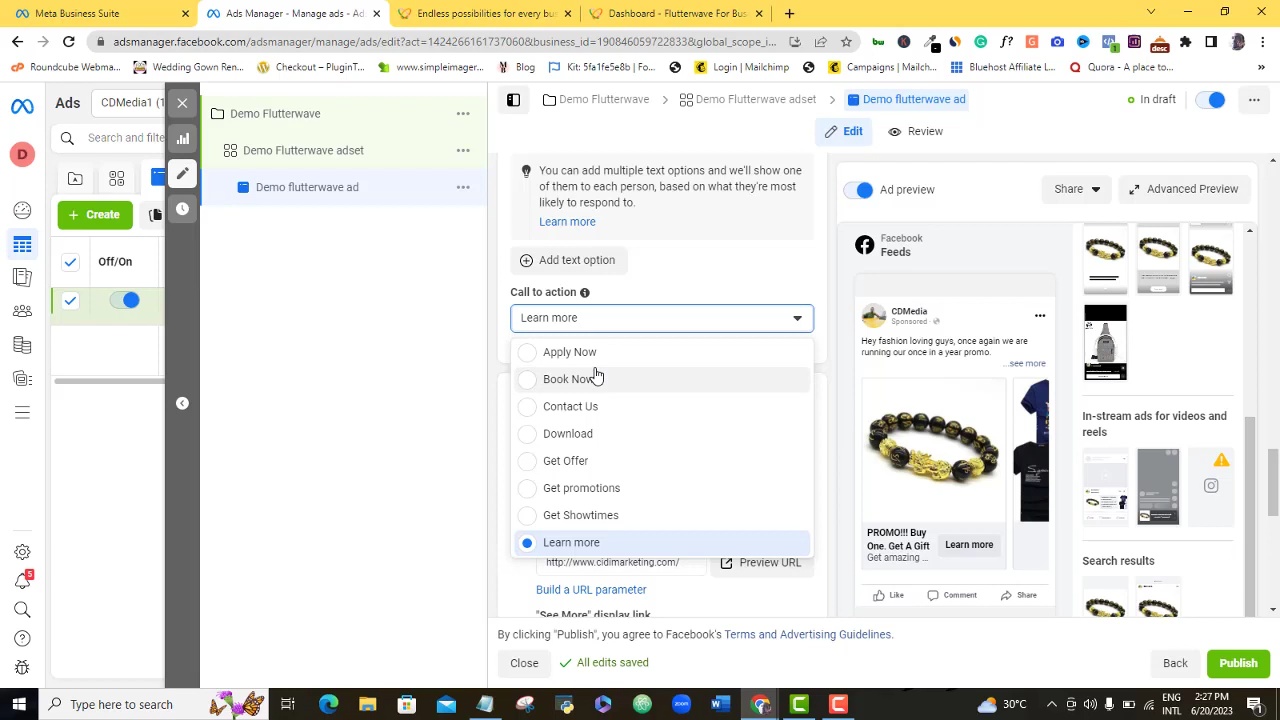 Meta Business Partners
Ads Manager - Manage ads - Ad
Endless possibilities for every bus
Dashboard - Flutterwave For Bus
adsmanager.facebook.com/adsmanager/manage/ads/edit?act=1424266161737060&business_id=190846059722833&global_scope_i...
Roundcube Webma...
Wedding Gown Ren...
Checkout – PluginT...
www.simpleimager...
Blog
Kit: 5fa1fe5e8b | Fo...
Login | Mailchimp
Campaigns | Mailc...
Bluehost Affiliate L...
Quora - A place to...
Ads
CDMedia1 (1
Search and filt
Create
Off/On
Demo Flutterwave
Demo Flutterwave adset
Demo flutterwave ad
Demo Flutterwave
Demo Flutterwave adset
Demo flutterwave ad
In draft
Edit
Review
You can add multiple text options and we'll show one
of them to each person, based on what they're most
likely to respond to.
Learn more
Add text option
Call to action
Learn more
Apply Now
Book Now
Contact Us
Download
Get Offer
Get promotions
Get Showtimes
Learn more
http://www.cidimarketing.com/
Preview URL
Build a URL parameter
"See More" display link
Ad preview
Share
Advanced Preview
Facebook
Feeds
CDMedia
Sponsored ·
Hey fashion loving guys, once again we are
running our once in a year promo.
...see more
PROMO!!! Buy
One. Get A Gift
Get amazing ...
Learn more
Like
Comment
Share
In-stream ads for videos and
reels
Search results
By clicking "Publish", you agree to Facebook's Terms and Advertising Guidelines.
Close
All edits saved
Back
Publish
5
Type here to search
30°C
ENG
INTL
2:27 PM
6/20/2023